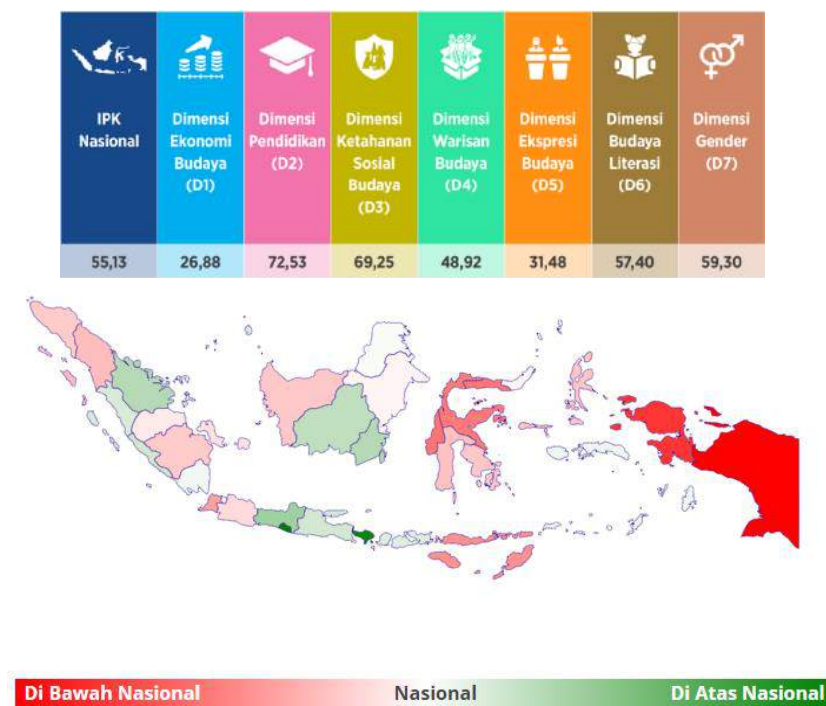 IPK
Nasional
Dimensi
Ekonomi
Budaya
(D1)
Dimensi
Pendidikan
(D2)
Dimensi
Ketahanan
Sosial
Budaya
(D3)
Dimensi
Warisan
Budaya
(D4)
Dimensi
Ekspresi
Budaya
(D5)
Dimensi
Budaya
Literasi
(D6)
Dimensi
Gender
(D7)
55,13 26,88 72,53 69,25 48,92 31,48 57,40 59,30
Di Bawah Nasional Nasional Di Atas Nasional